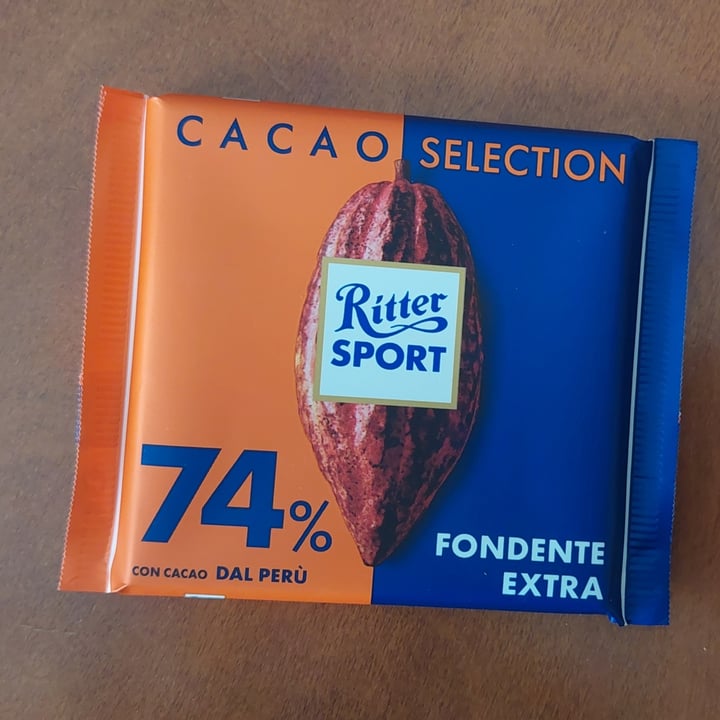 CACAO SELECTION
Ritter
SPORT
74%
CON CACAO DAL PERÙ
FONDENTE
EXTRA